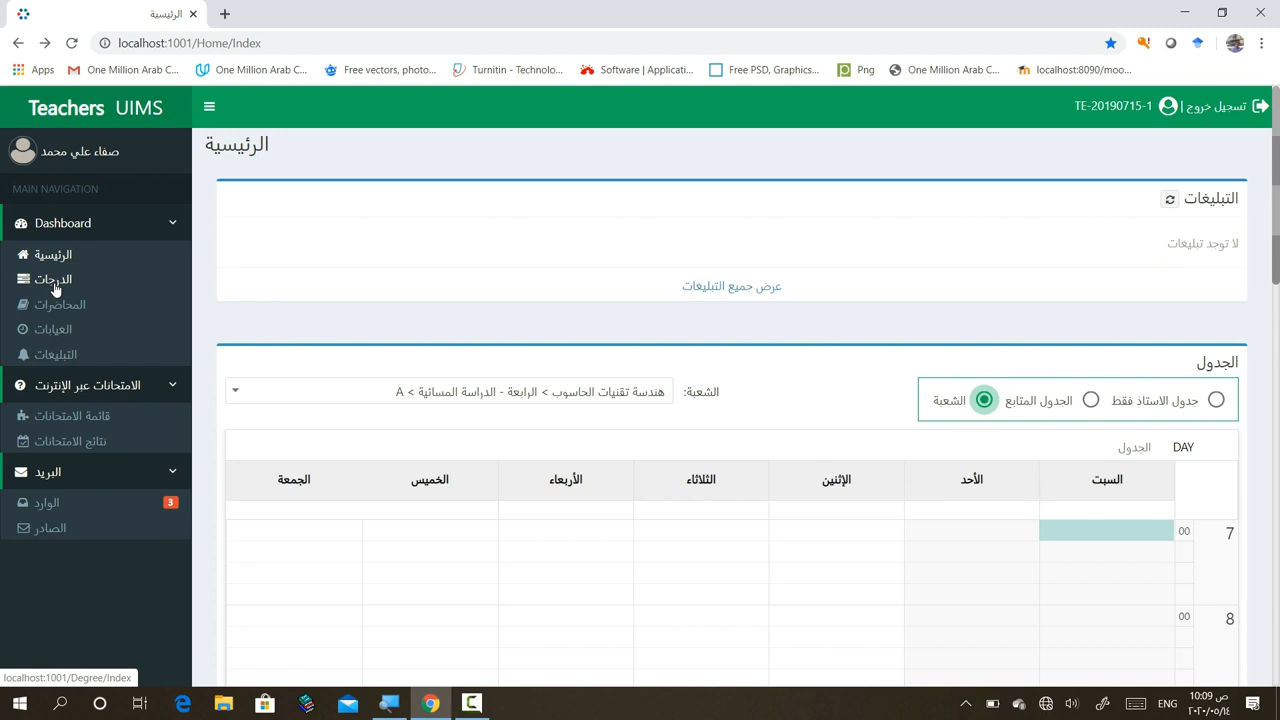 الرئيسية
localhost:1001/Home/Index
Apps
One Million Arab C...
One Million Arab C...
Free vectors, photo...
Turnitin - Technolo...
Software | Applicati...
Free PSD, Graphics...
Png
One Million Arab C...
localhost:8090/moo...
Teachers UIMS
TE-20190715-1
تسجيل خروج |
صفاء علي محمد
MAIN NAVIGATION
Dashboard
الرئيسية
الدرجات
المحاضرات
الغيابات
التبليغات
الامتحانات عبر الإنترنت
قائمة الامتحانات
نتائج الامتحانات
البريد
الوارد
3
الصادر
الرئيسية
التبليغات
لا توجد تبليغات
عرض جميع التبليغات
الجدول
جدول الاستاذ فقط
الجدول المتابع
الشعبة
الشعبة:
هندسة تقنيات الحاسوب > الرابعة - الدراسة المسائية > A
DAY
الجدول
السبت
الأحد
الإثنين
الثلاثاء
الأربعاء
الخميس
الجمعة
7
00
8
00
localhost:1001/Degree/Index
ENG
10:09 ص
٢٠٢٠/٠٥/١٤